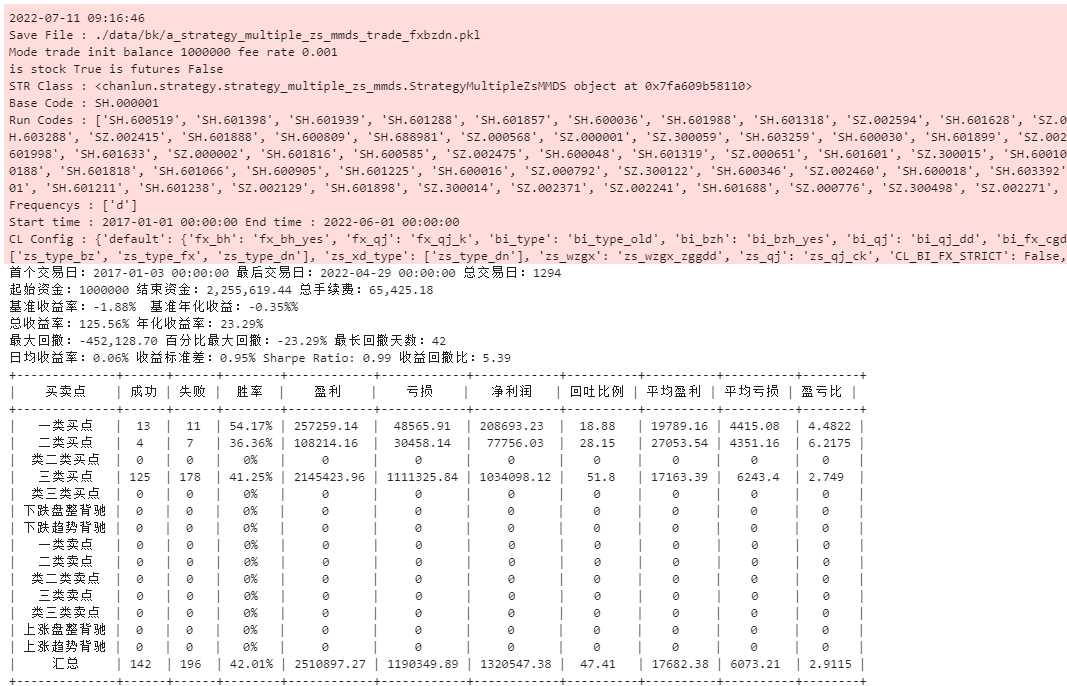 2022-07-11 09:16:46
Save File : ./data/bk/a_strategy_multiple_zs_mmds_trade_fxbzdn.pkl
Mode trade init balance 1000000 fee rate 0.001
is stock True is futures False
STR Class : <chanlun.strategy.strategy_multiple_zs_mmds.StrategyMultipleZsMMDS object at 0x7fa609b58110>
Base Code : SH.000001
Run Codes : ['SH.600519', 'SH.601398', 'SH.601939', 'SH.601288', 'SH.601857', 'SH.600036', 'SH.601988', 'SH.601318', 'SZ.002594', 'SH.601628', 'SZ.0
H.603288', 'SZ.002415', 'SH.601888', 'SH.600809', 'SH.688981', 'SZ.000568', 'SZ.000001', 'SZ.300059', 'SH.603259', 'SH.600030', 'SH.601899', 'SZ.002
601998', 'SH.601633', 'SZ.000002', 'SH.601816', 'SH.600585', 'SZ.002475', 'SH.600048', 'SH.601319', 'SZ.000651', 'SH.601601', 'SZ.300015', 'SH.60010
0188', 'SH.601818', 'SH.601066', 'SH.600905', 'SH.601225', 'SH.600016', 'SZ.000792', 'SZ.300122', 'SH.600346', 'SZ.002460', 'SH.600018', 'SH.603392'
01', 'SH.601211', 'SH.601238', 'SZ.002129', 'SH.601898', 'SZ.300014', 'SZ.002371', 'SZ.002241', 'SH.601688', 'SZ.000776', 'SZ.300498', 'SZ.002271',
Frequencys : ['d']
Start time : 2017-01-01 00:00:00 End time : 2022-06-01 00:00:00
CL Config : {'default': {'fx_bh': 'fx_bh_yes', 'fx_qj': 'fx_qj_k', 'bi_type': 'bi_type_old', 'bi_bzh': 'bi_bzh_yes', 'bi_qj': 'bi_qj_dd', 'bi_fx_cgd
['zs_type_bz', 'zs_type_fx', 'zs_type_dn'], 'zs_xd_type': ['zs_type_dn'], 'zs_wzgx': 'zs_wzgx_zggdd', 'zs_qj': 'zs_qj_ck', 'CL_BI_FX_STRICT': False,
首个交易日: 2017-01-03 00:00:00 最后交易日: 2022-04-29 00:00:00 总交易日: 1294
起始资金: 1000000 结束资金: 2,255,619.44 总手续费: 65,425.18
基准收益率: -1.88% 基准年化收益: -0.35%%
总收益率: 125.56% 年化收益率: 23.29%
最大回撤: -452,128.70 百分比最大回撤: -23.29% 最长回撤天数: 42
日均收益率: 0.06% 收益标准差: 0.95% Sharpe Ratio: 0.99 收益回撤比: 5.39
+-------------+------+------+--------+------------+------------+------------+----------+----------+----------+--------+
| 买卖点 | 成功 | 失败 | 胜率 | 盈利 | 亏损 | 净利润 | 回吐比例 | 平均盈利 | 平均亏损 | 盈亏比 |
+-------------+------+------+--------+------------+------------+------------+----------+----------+----------+--------+
| 一类买点 | 13 | 11 | 54.17% | 257259.14 | 48565.91 | 208693.23 | 18.88 | 19789.16 | 4415.08 | 4.4822 |
| 二类买点 | 4 | 7 | 36.36% | 108214.16 | 30458.14 | 77756.03 | 28.15 | 27053.54 | 4351.16 | 6.2175 |
| 类二类买点 | 0 | 0 | 0% | 0 | 0 | 0 | 0 | 0 | 0 | 0 |
| 三类买点 | 125 | 178 | 41.25% | 2145423.96 | 1111325.84 | 1034098.12 | 51.8 | 17163.39 | 6243.4 | 2.749 |
| 类三类买点 | 0 | 0 | 0% | 0 | 0 | 0 | 0 | 0 | 0 | 0 |
| 下跌盘整背驰 | 0 | 0 | 0% | 0 | 0 | 0 | 0 | 0 | 0 | 0 |
| 下跌趋势背驰 | 0 | 0 | 0% | 0 | 0 | 0 | 0 | 0 | 0 | 0 |
| 一类卖点 | 0 | 0 | 0% | 0 | 0 | 0 | 0 | 0 | 0 | 0 |
| 二类卖点 | 0 | 0 | 0% | 0 | 0 | 0 | 0 | 0 | 0 | 0 |
| 类二类卖点 | 0 | 0 | 0% | 0 | 0 | 0 | 0 | 0 | 0 | 0 |
| 三类卖点 | 0 | 0 | 0% | 0 | 0 | 0 | 0 | 0 | 0 | 0 |
| 类三类卖点 | 0 | 0 | 0% | 0 | 0 | 0 | 0 | 0 | 0 | 0 |
| 上涨盘整背驰 | 0 | 0 | 0% | 0 | 0 | 0 | 0 | 0 | 0 | 0 |
| 上涨趋势背驰 | 0 | 0 | 0% | 0 | 0 | 0 | 0 | 0 | 0 | 0 |
| 汇总 | 142 | 196 | 42.01% | 2510897.27 | 1190349.89 | 1320547.38 | 47.41 | 17682.38 | 6073.21 | 2.9115 |
+-------------+------+------+--------+------------+------------+------------+----------+----------+----------+--------+